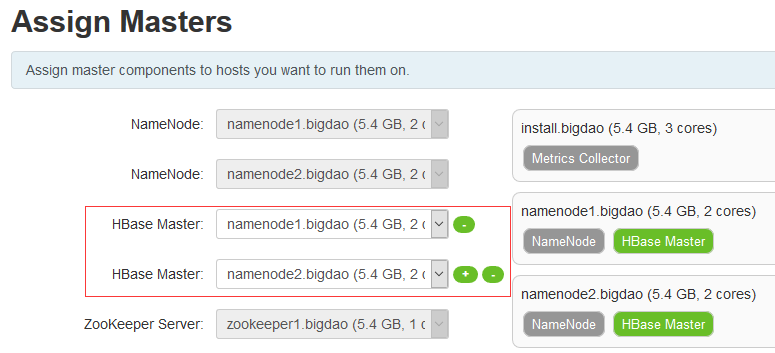 Assign Masters
Assign master components to hosts you want to run them on.
NameNode: namenode1.bigdao (5.4 GB, 2 c
NameNode: namenode2.bigdao (5.4 GB, 2 c
HBase Master: namenode1.bigdao (5.4 GB, 2 c -
HBase Master: namenode2.bigdao (5.4 GB, 2 c + -
ZooKeeper Server: zookeeper1.bigdao (5.4 GB, 1 c
install.bigdao (5.4 GB, 3 cores)
Metrics Collector
namenode1.bigdao (5.4 GB, 2 cores)
NameNode HBase Master
namenode2.bigdao (5.4 GB, 2 cores)
NameNode HBase Master